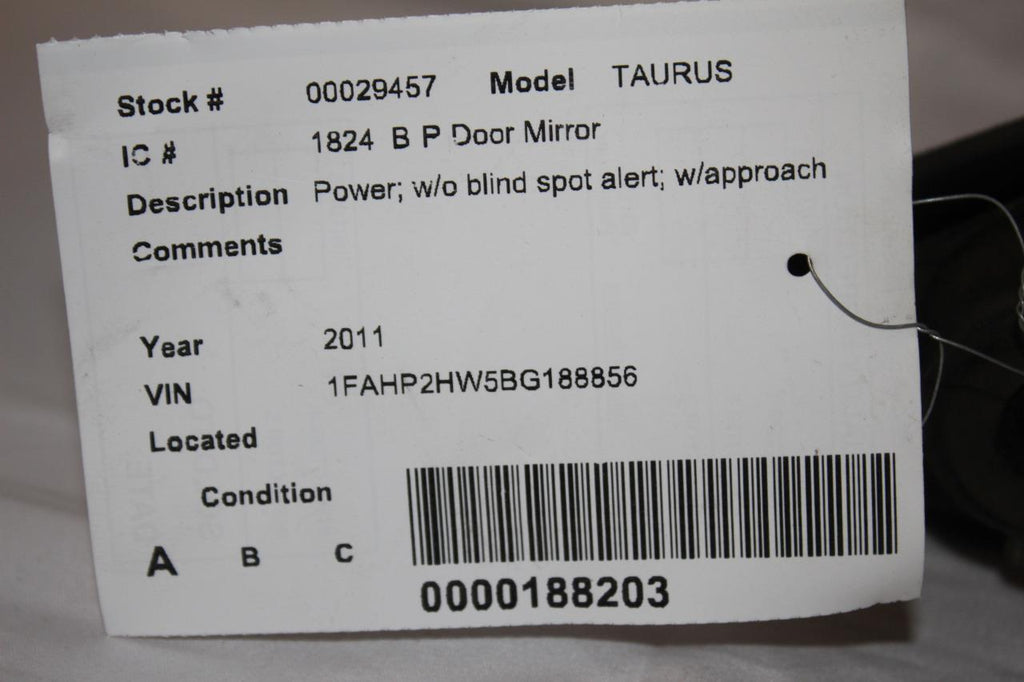 Stock # 00029457 Model TAURUS
IC # 1824 B P Door Mirror
Description Power; w/o blind spot alert; w/approach
Comments
Year 2011
VIN 1FAHP2HW5BG188856
Located
Condition
A B C
0000188203